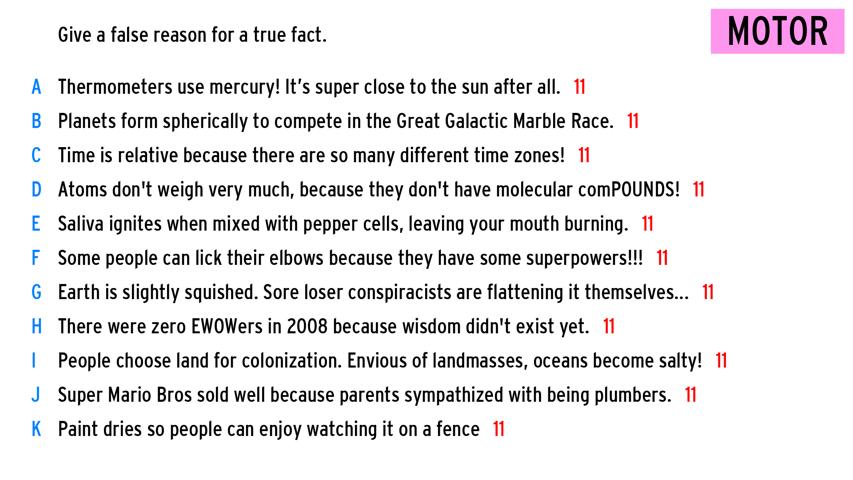 Give a false reason for a true fact.
MOTOR
A Thermometers use mercury! It's super close to the sun after all. 11
B Planets form spherically to compete in the Great Galactic Marble Race. 11
C Time is relative because there are so many different time zones! 11
D Atoms don't weigh very much, because they don't have molecular comPOUNDS! 11
E Saliva ignites when mixed with pepper cells, leaving your mouth burning. 11
F Some people can lick their elbows because they have some superpowers!!! 11
G Earth is slightly squished. Sore loser conspiracists are flattening it themselves... 11
H There were zero EWOWers in 2008 because wisdom didn't exist yet. 11
I People choose land for colonization. Envious of landmasses, oceans become salty! 11
J Super Mario Bros sold well because parents sympathized with being plumbers. 11
K Paint dries so people can enjoy watching it on a fence 11